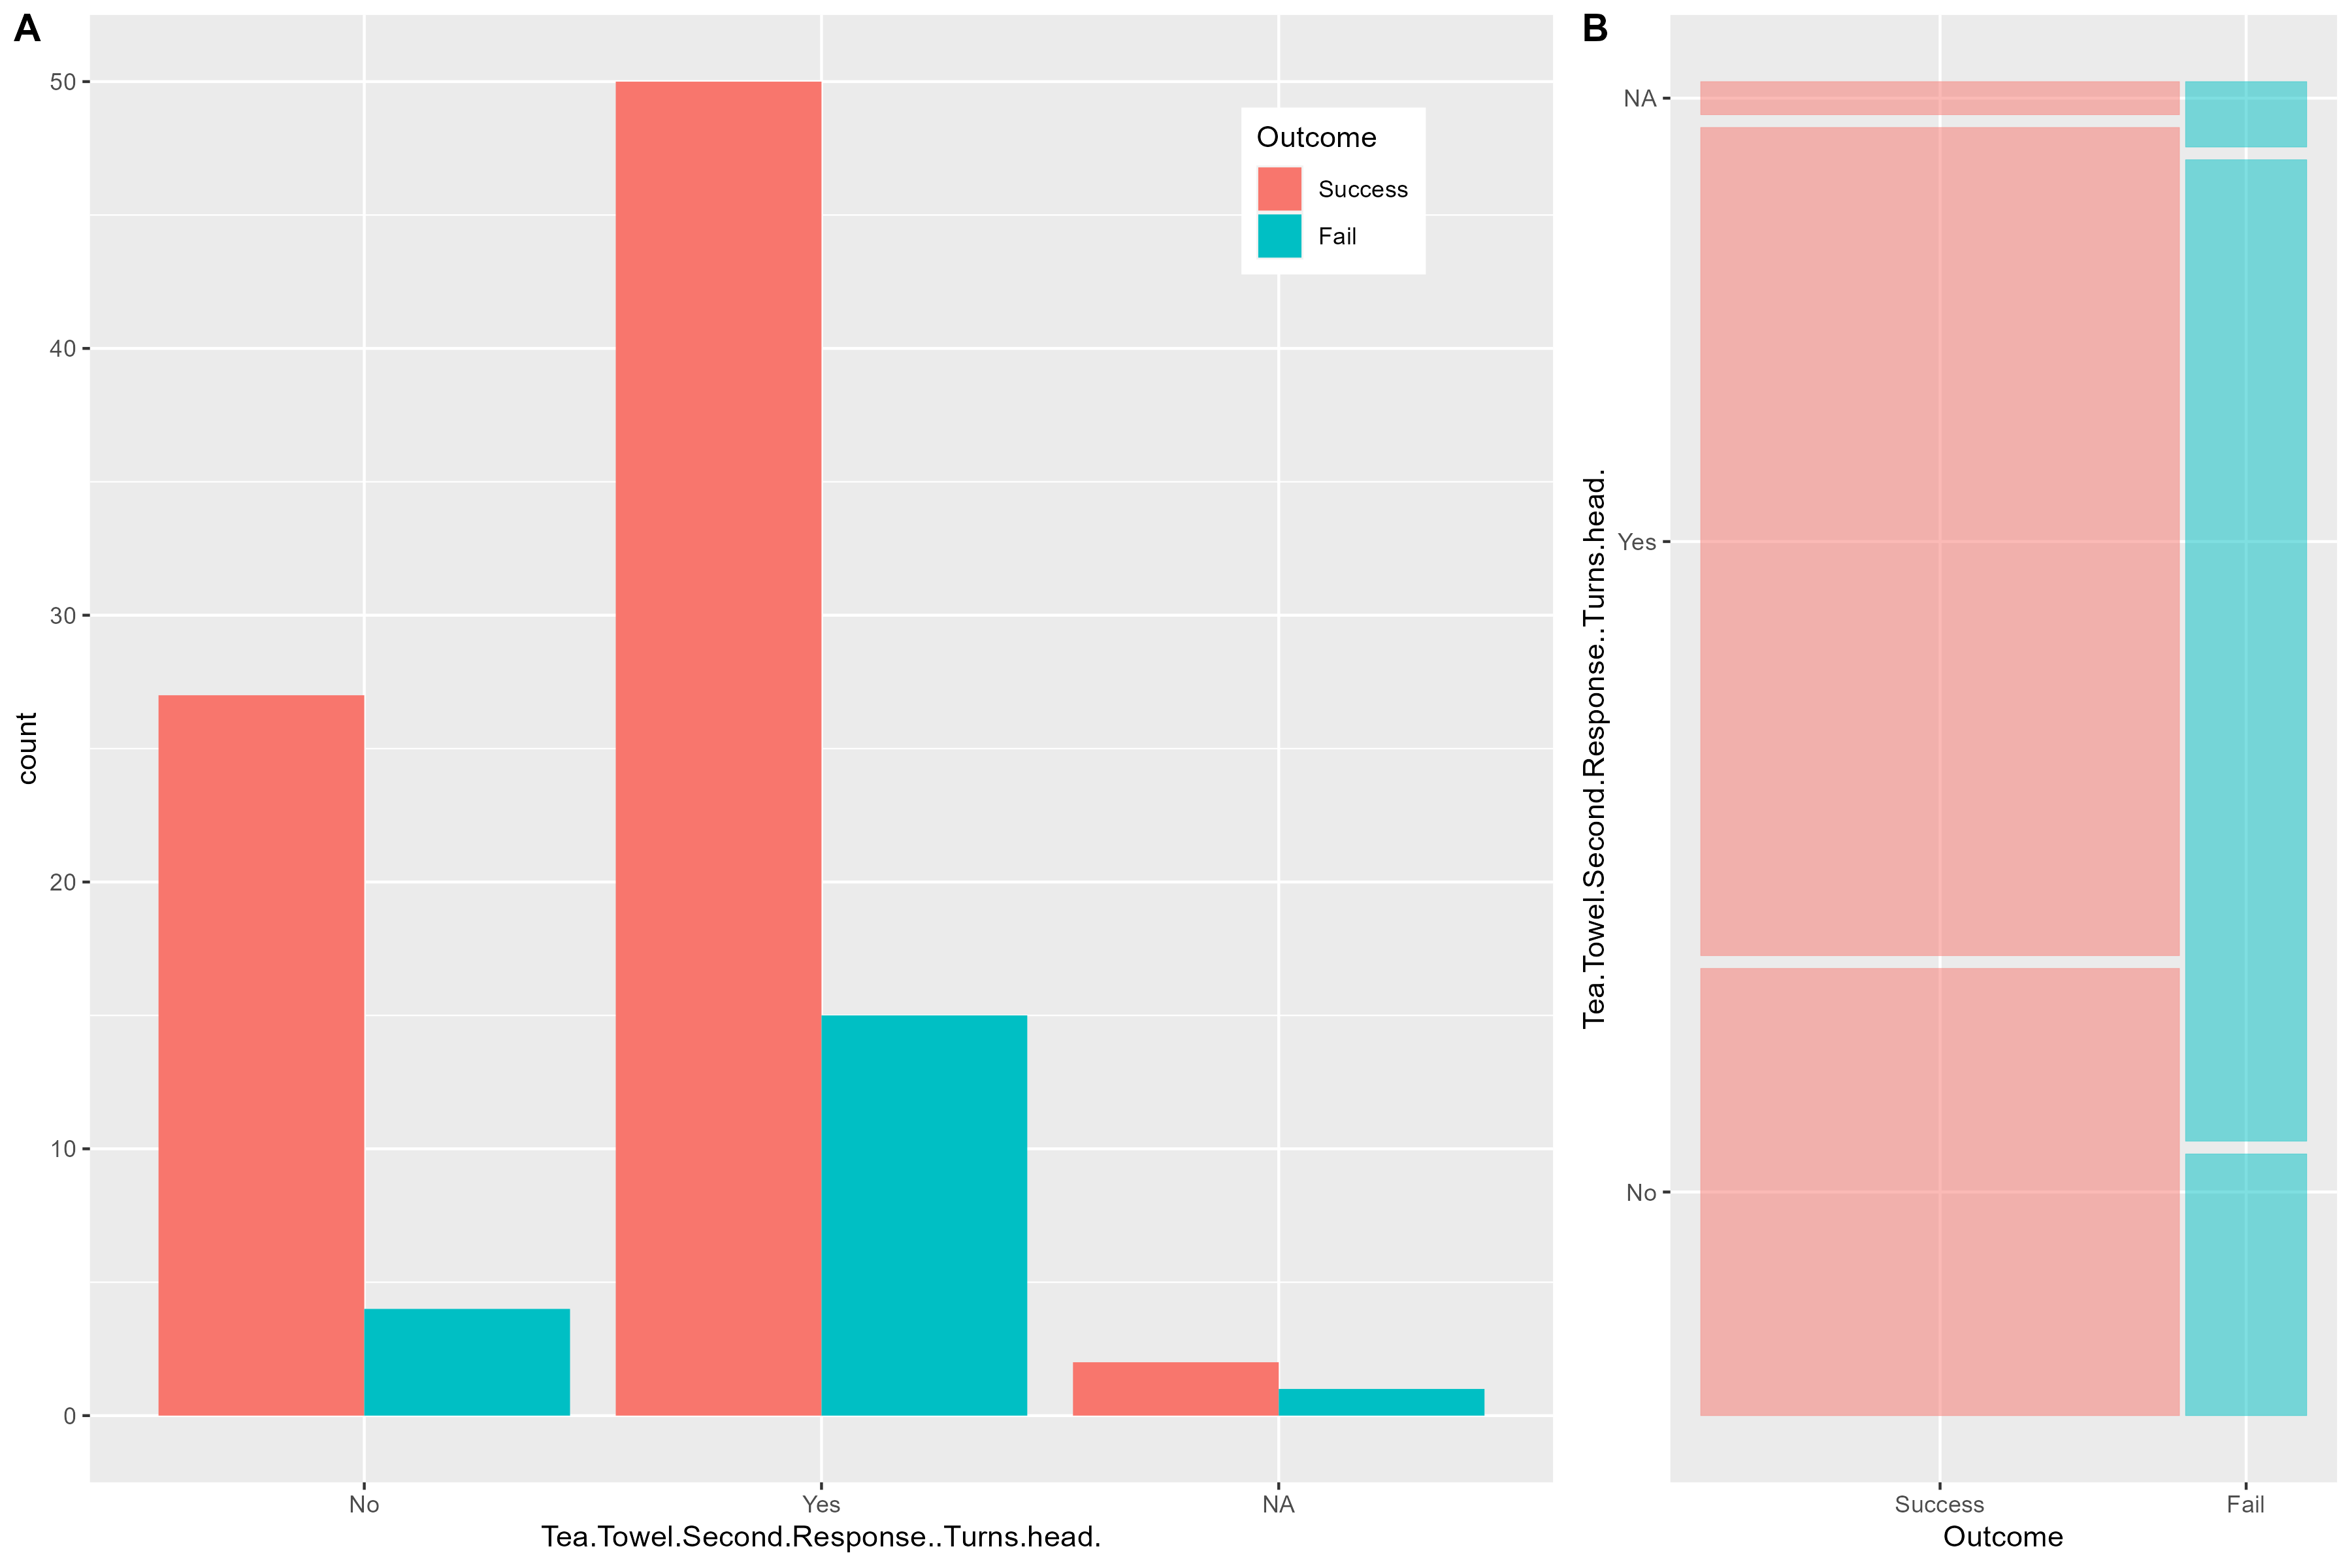 A
50
40
30
20
10
0
count
Outcome
Success
Fail
No
Yes
NA
Tea.Towel.Second.Response..Turns.head.
B
NA
Yes
No
Tea.Towel.Second.Response..Turns.head.
Success
Fail
Outcome